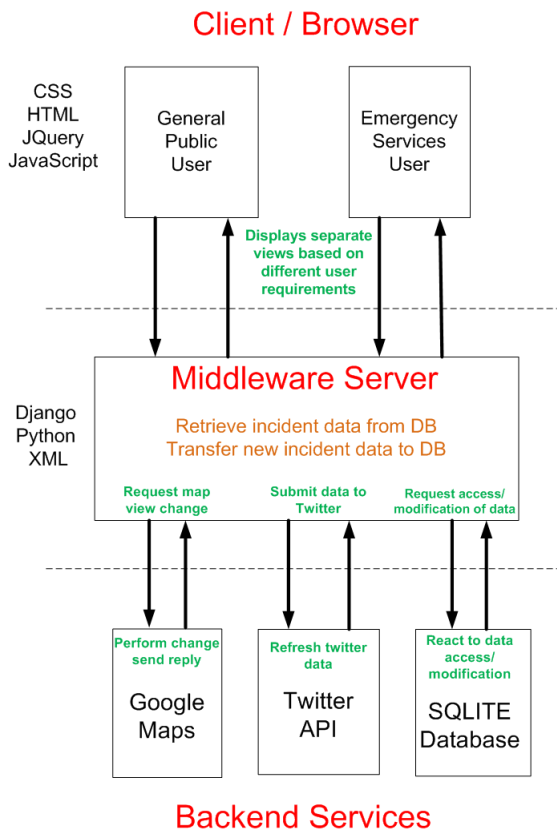 Client / Browser
CSS
HTML
JQuery
JavaScript
General
Public
User
Emergency
Services
User
Displays separate
views based on
different user
requirements
Middleware Server
Django
Python
XML
Retrieve incident data from DB
Transfer new incident data to DB
Request map
view change
Submit data to
Twitter
Request access/
modification of data
Perform change
send reply
Google
Maps
Refresh twitter
data
Twitter
API
React to data
access/
modification
SQLITE
Database
Backend Services